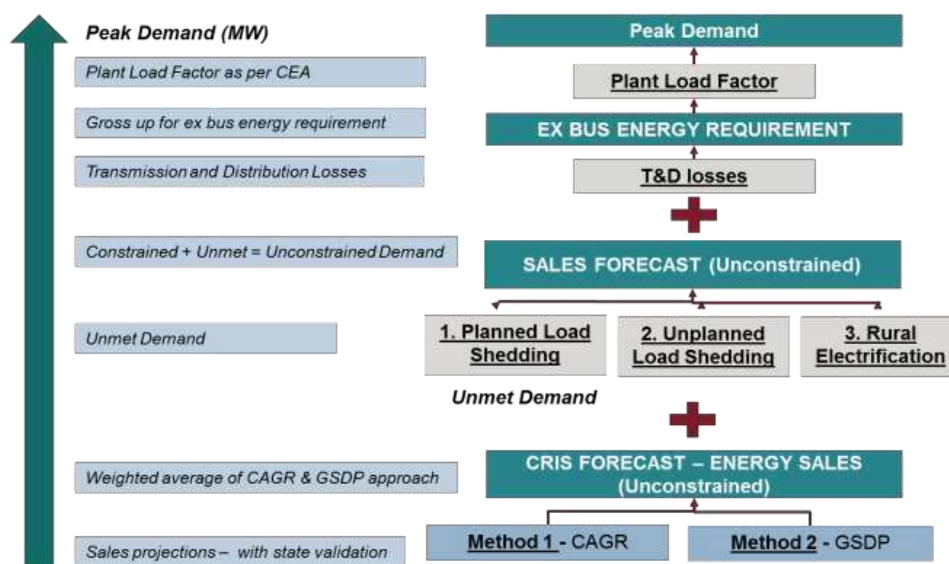 Peak Demand (MW)
Peak Demand
Plant Load Factor as per CEA
Plant Load Factor
Gross up for ex bus energy requirement
EX BUS ENERGY REQUIREMENT
Transmission and Distribution Losses
T&D losses
Constrained + Unmet = Unconstrained Demand
SALES FORECAST (Unconstrained)
Unmet Demand
1. Planned Load
Shedding
2. Unplanned
Load Shedding
3. Rural
Electrification
Unmet Demand
Weighted average of CAGR & GSDP approach
CRIS FORECAST – ENERGY SALES
(Unconstrained)
Sales projections – with state validation
Method 1 - CAGR
Method 2 - GSDP